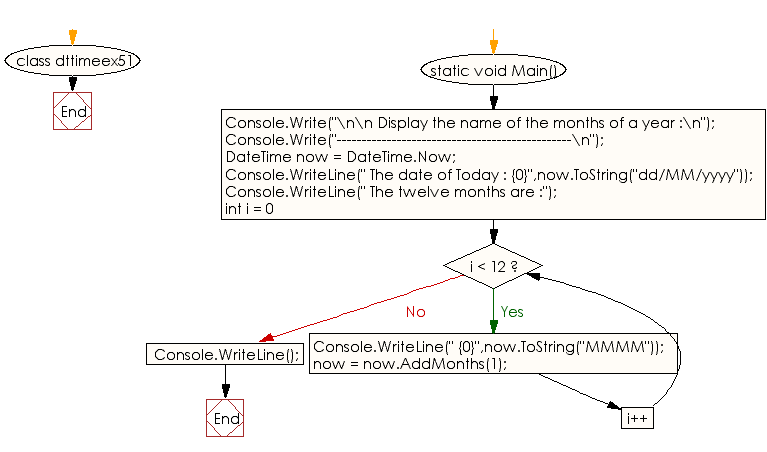 class dttimeex51
End
static void Main()
Console.Write("\n\n Display the name of the months of a year :\n");
Console.Write("-----------------------------------------------\n");
DateTime now = DateTime.Now;
Console.WriteLine(" The date of Today : {0}",now.ToString("dd/MM/yyyy"));
Console.WriteLine(" The twelve months are :");
int i = 0
i < 12 ?
No
Yes
Console.WriteLine();
Console.WriteLine(" {0}",now.ToString("MMMM"));
now = now.AddMonths(1);
End
i++